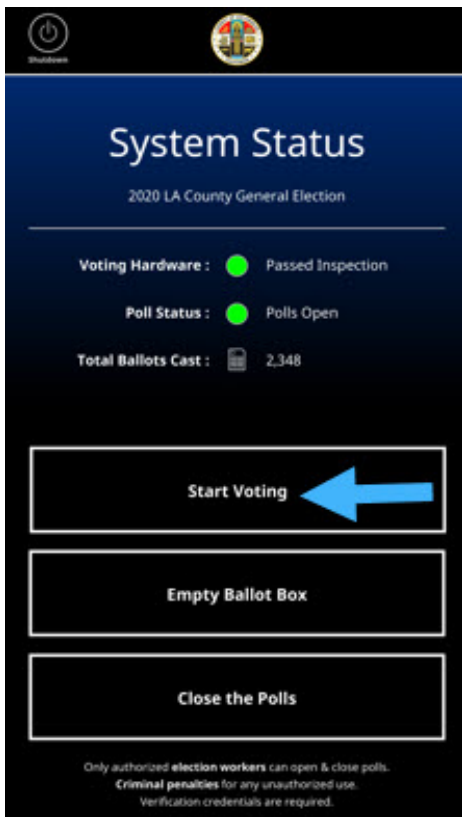 Shutdown
System Status
2020 LA County General Election
Voting Hardware : Passed Inspection
Poll Status : Polls Open
Total Ballots Cast : 2,348
Start Voting
Empty Ballot Box
Close the Polls
Only authorized election workers can open & close polls.
Criminal penalties for any unauthorized use.
Verification credentials are required.